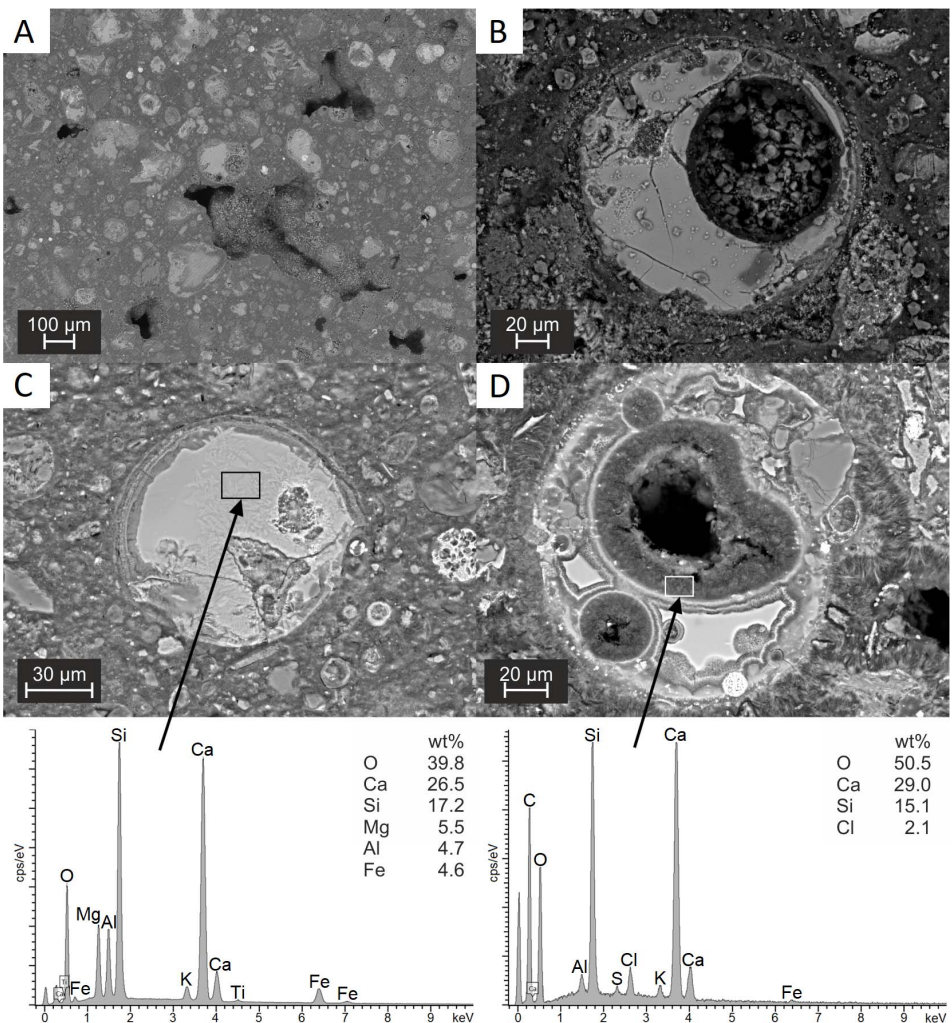 A
B
100 µm
20 µm
C
D
30 µm
20 µm
Si
Ca
O
Mg
Al
Fe
K
Ca
Ti
Fe
Fe
Ti
Ca
wt%
O 39.8
Ca 26.5
Si 17.2
Mg 5.5
Al 4.7
Fe 4.6
cps/eV
0 1 2 3 4 5 6 7 8 9 keV
Si
Ca
C
O
Al
S
Cl
K
Ca
Fe
Ca
wt%
O 50.5
Ca 29.0
Si 15.1
Cl 2.1
cps/eV
0 1 2 3 4 5 6 7 8 9 keV